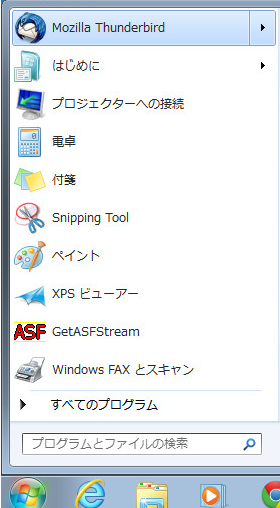 Mozilla Thunderbird
はじめに
プロジェクターへの接続
電卓
付箋
Snipping Tool
ペイント
XPS ビューアー
ASF GetASFStream
Windows FAX とスキャン
すべてのプログラム
プログラムとファイルの検索